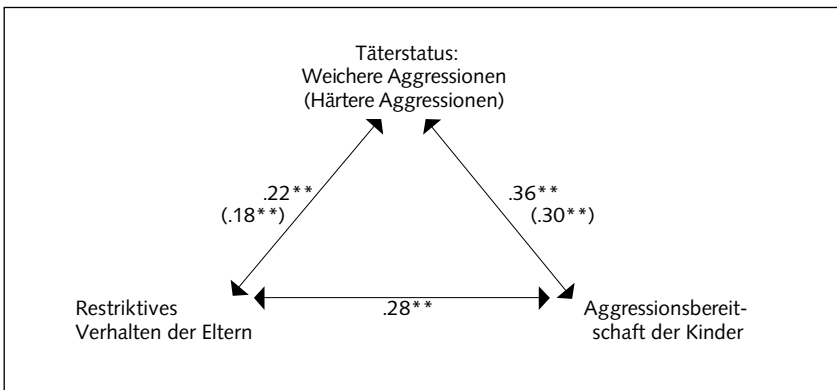 Täterstatus:
Weichere Aggressionen
(Härtere Aggressionen)
.22**
(.18**)
.36**
(.30**)
.28**
Restriktives
Verhalten der Eltern
Aggressionsbereit-
schaft der Kinder